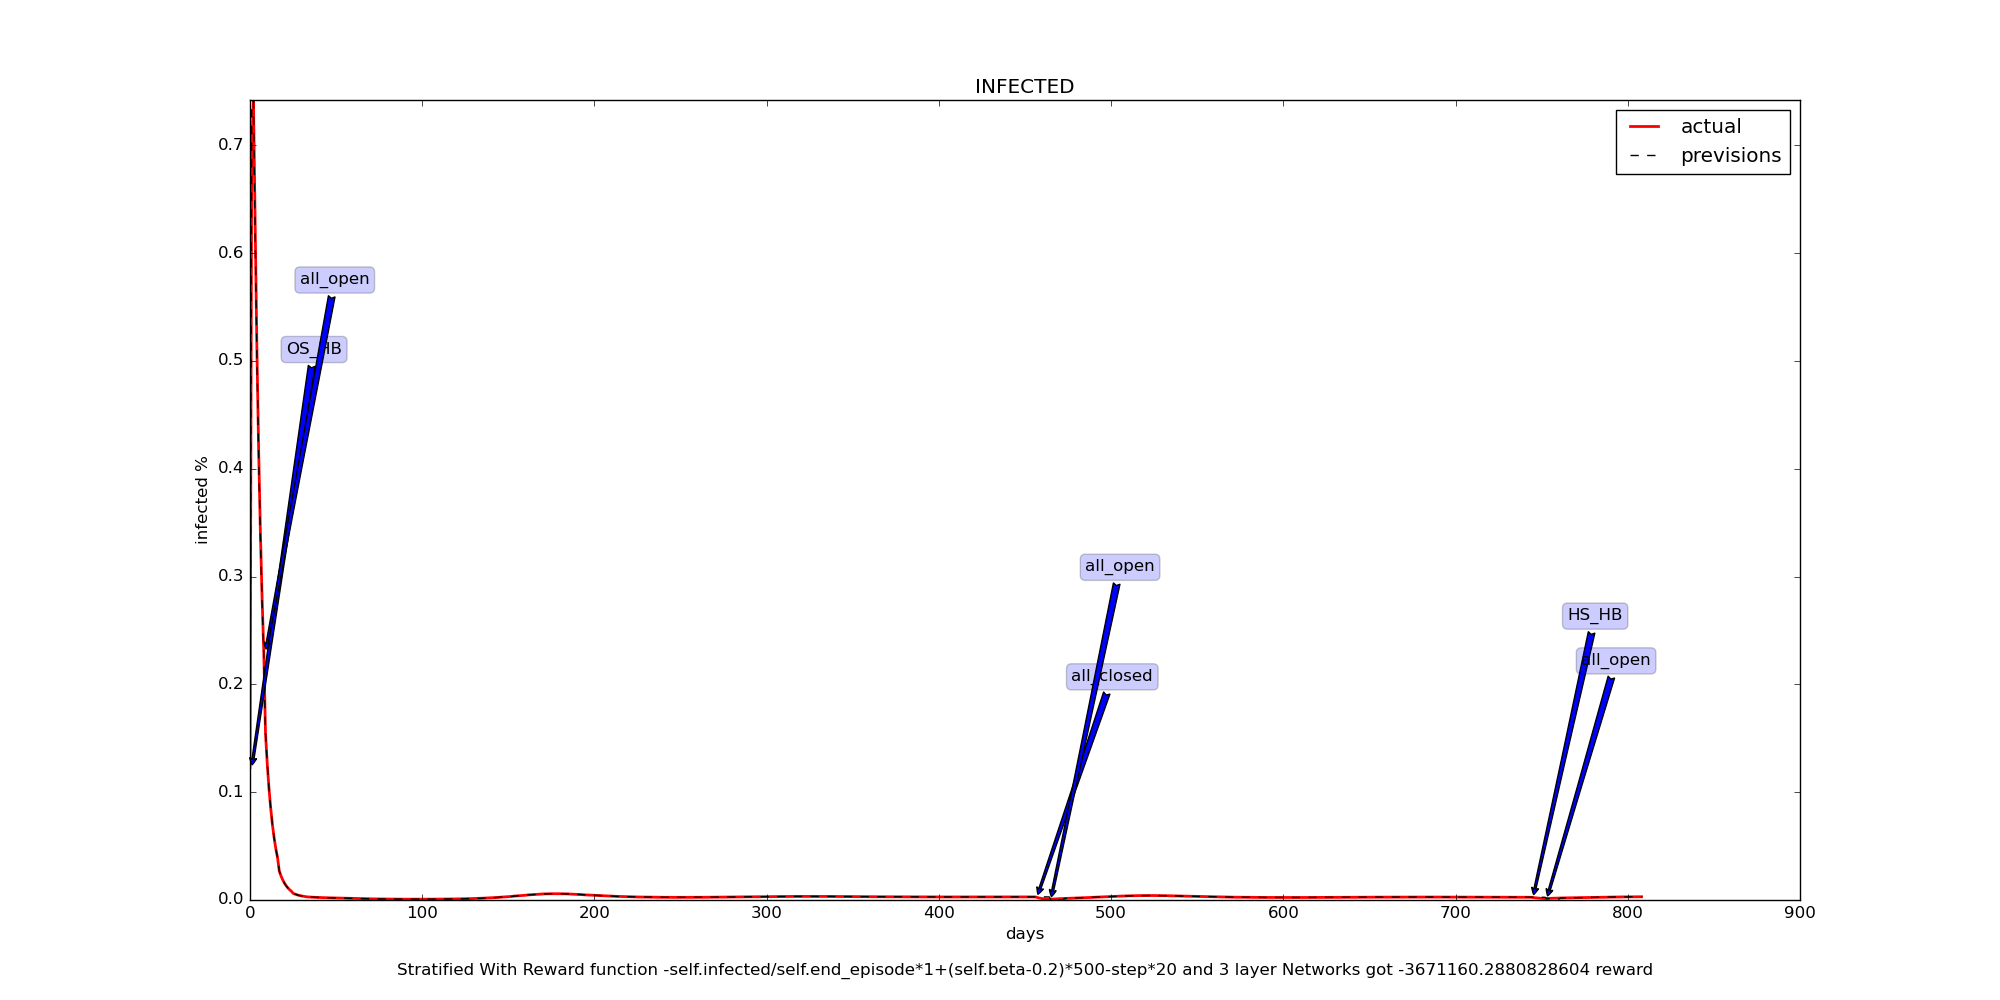 INFECTED
actual
previsions
0.7
0.6
0.5
0.4
0.3
0.2
0.1
0.0
infected %
all_open
OS_HB
all_open
all_closed
HS_HB
all_open
0 100 200 300 400 500 600 700 800 900
days
Stratified With Reward function -self.infected/self.end_episode*1+(self.beta-0.2)*500-step*20 and 3 layer Networks got -3671160.2880828604 reward